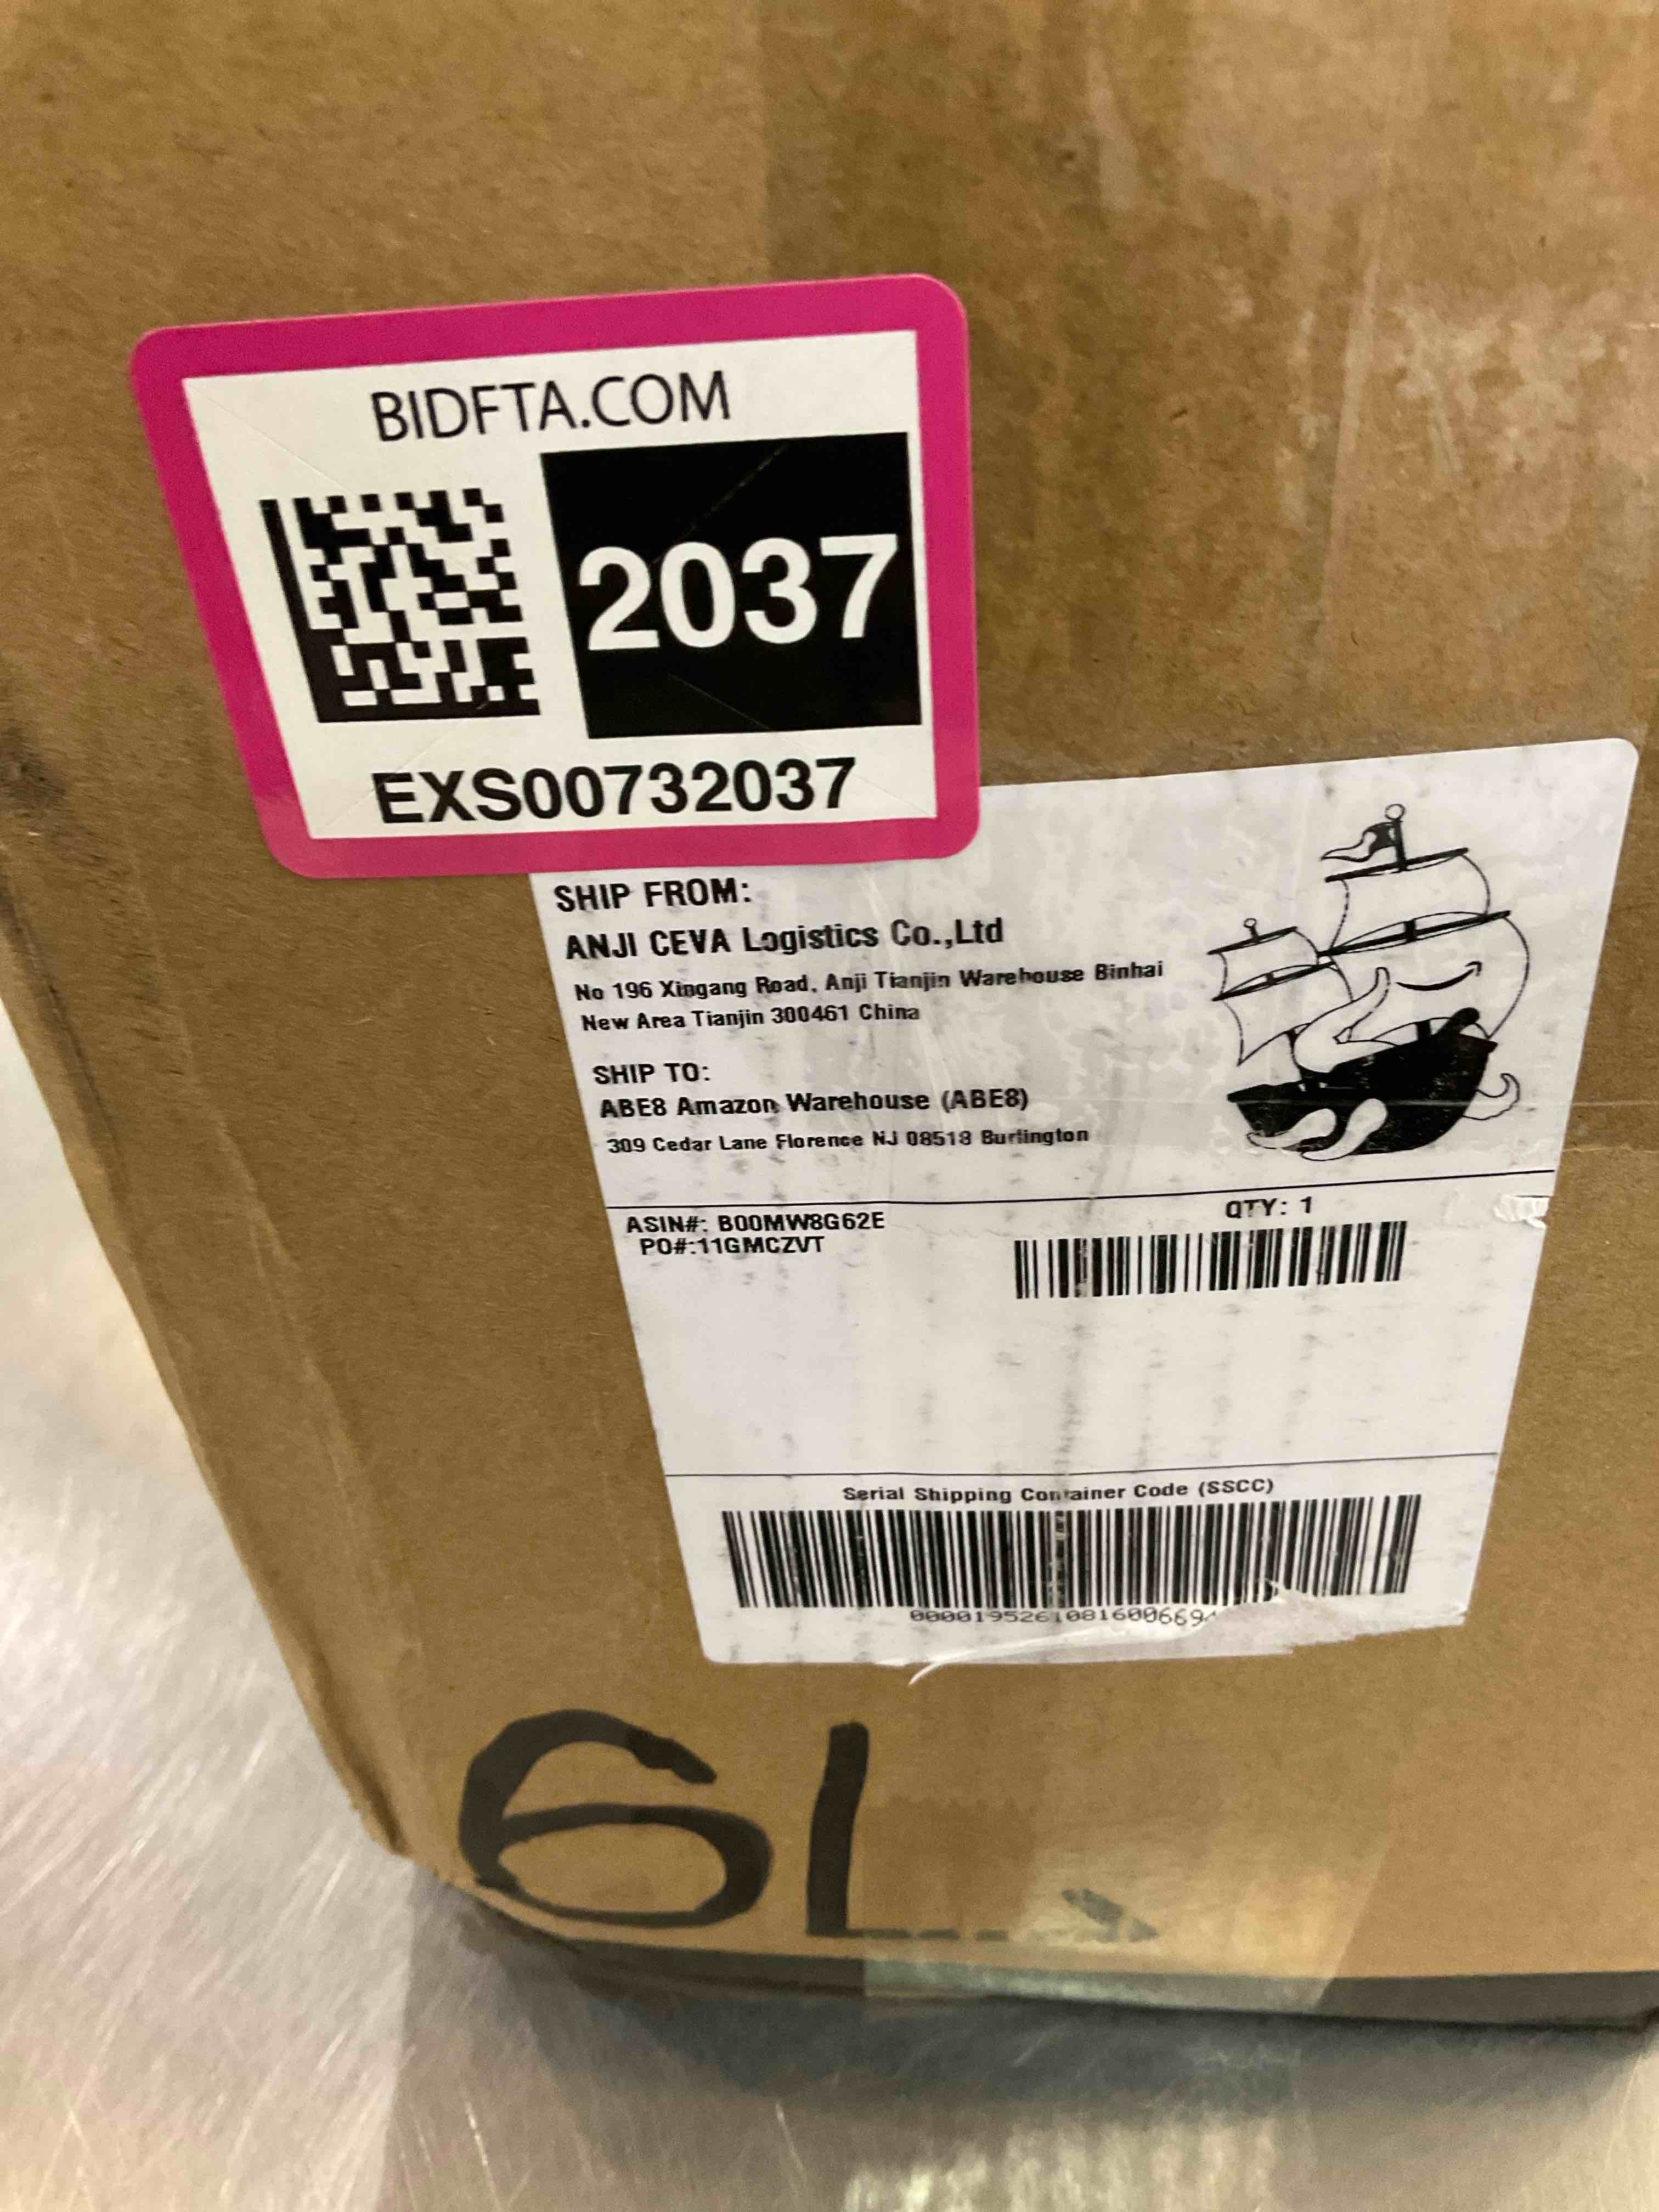 BIDFTA.COM
2037
EXS00732037
SHIP FROM:
ANJI CEVA Logistics Co.,Ltd
No 196 Xingang Road, Anji Tianjin Warehouse Binhai
New Area Tianjin 300461 China
SHIP TO:
ABE8 Amazon Warehouse (ABE8)
309 Cedar Lane Florence NJ 08518 Burlington
ASIN#: B00MW8G62E
PO#:11GMCZVT
QTY: 1
Serial Shipping Container Code (SSCC)
6L